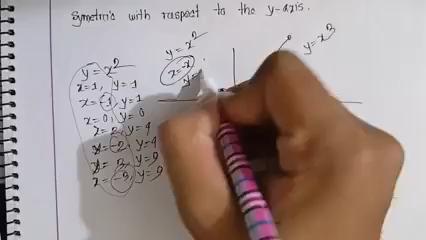 Symetric with respect to the y-axis.
y = x²
x=1, y=1
x=-1, y=1
x=0, y=0
x=2, y=4
x=-2, y=4
x=3, y=9
x=-3, y=9
y = x²
x=-x
y = x³